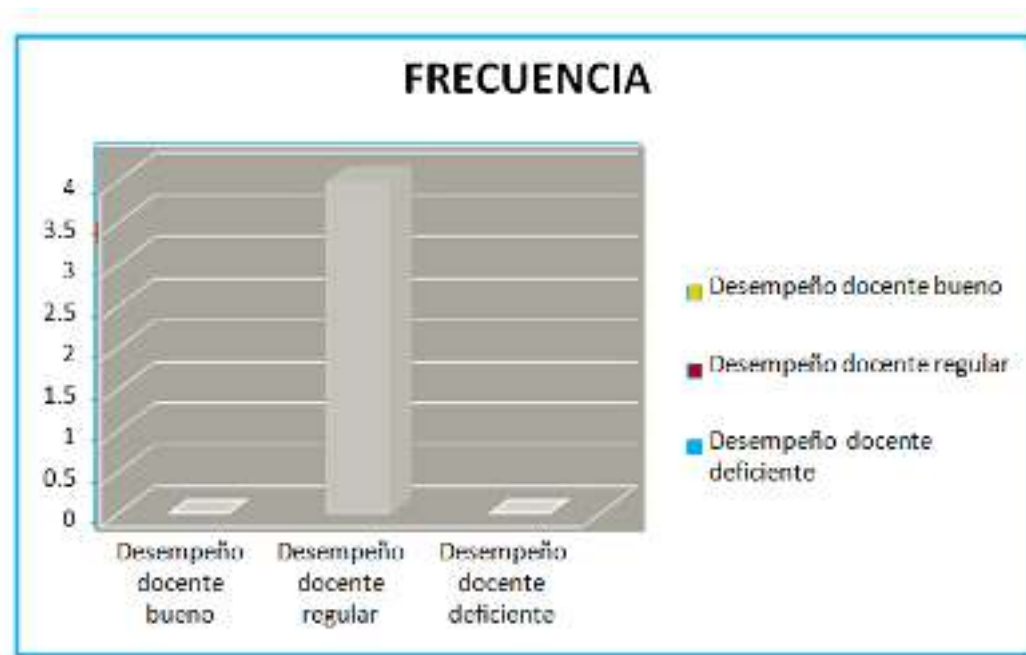 FRECUENCIA
4
3.5
3
2.5
2
1.5
1
0.5
0
Desempeño
docente
bueno
Desempeño
docente
regular
Desempeño
docente
deficiente
Desempeño docente bueno
Desempeño docente regular
Desempeño docente
deficiente